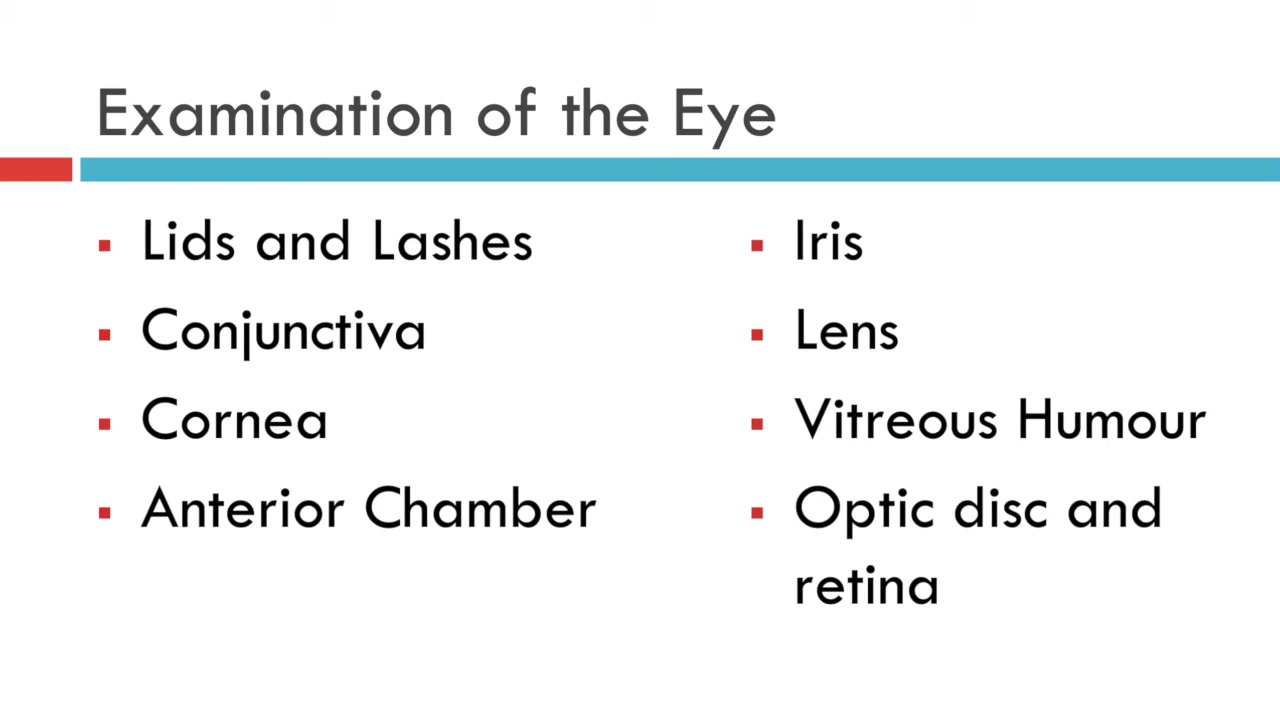 Examination of the Eye
Lids and Lashes
Conjunctiva
Cornea
Anterior Chamber
Iris
Lens
Vitreous Humour
Optic disc and
retina